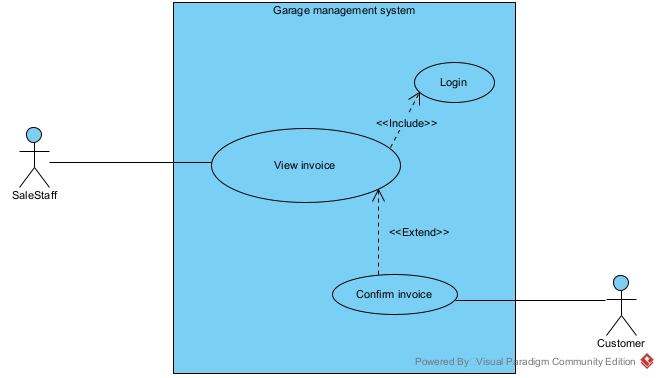 Garage management system
Login
<<Include>>
View invoice
SaleStaff
<<Extend>>
Confirm invoice
Customer
Powered By Visual Paradigm Community Edition